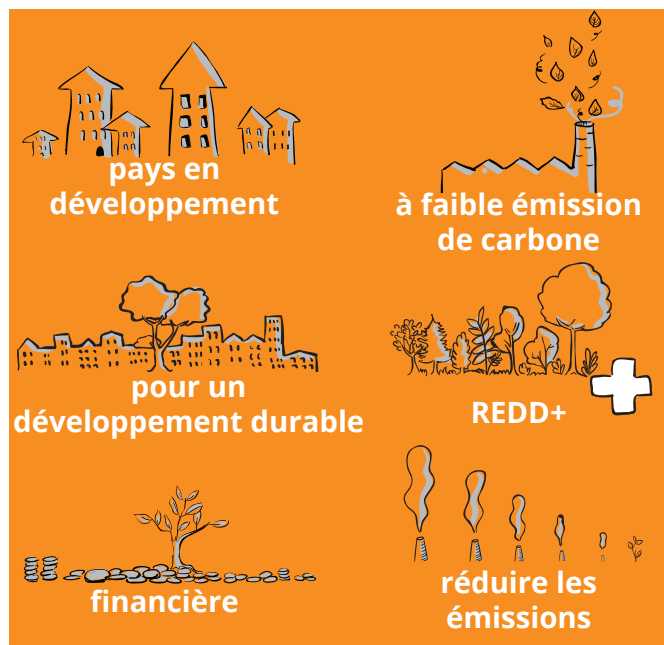 pays en
développement
à faible émission
de carbone
pour un
développement durable
REDD+
financière
réduire les
émissions